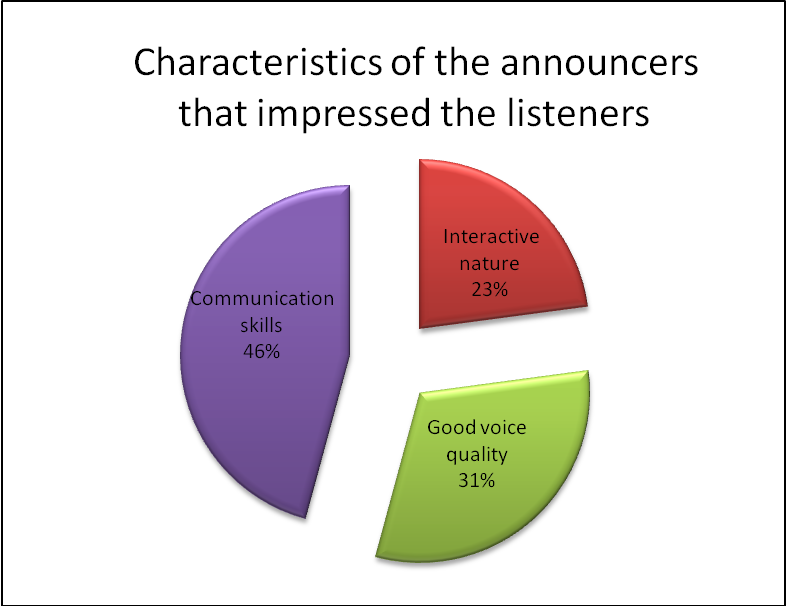 Characteristics of the announcers
that impressed the listeners
Interactive
nature
23%
Communication
skills
46%
Good voice
quality
31%